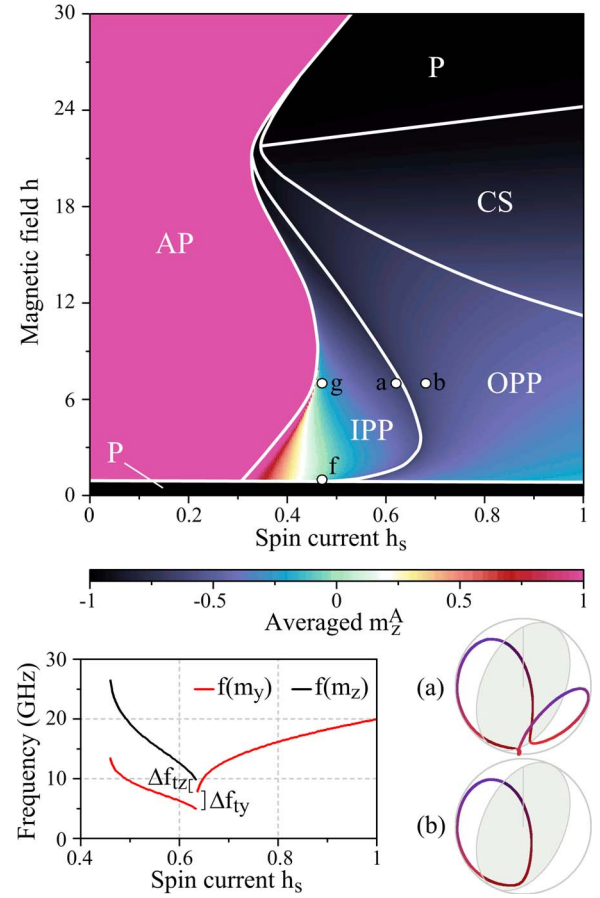 30
24
18
12
6
0
Magnetic field h
P
CS
AP
g
a
b
OPP
IPP
f
P
0
0.2
0.4
0.6
0.8
1
Spin current hₛ
-1
-0.5
0
0.5
1
Averaged m_z^A
30
20
10
0
Frequency (GHz)
f(m_y)
f(m_z)
Δf_tz
Δf_ty
0.4
0.6
0.8
1
Spin current hₛ
(a)
(b)